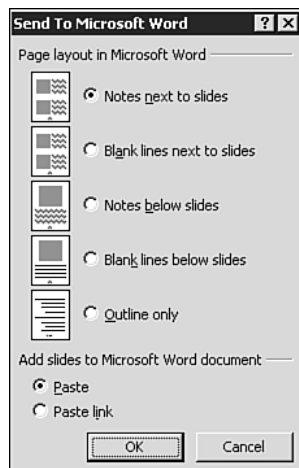 Send To Microsoft Word
Page layout in Microsoft Word
Notes next to slides
Blank lines next to slides
Notes below slides
Blank lines below slides
Outline only
Add slides to Microsoft Word document
Paste
Paste link
OK Cancel